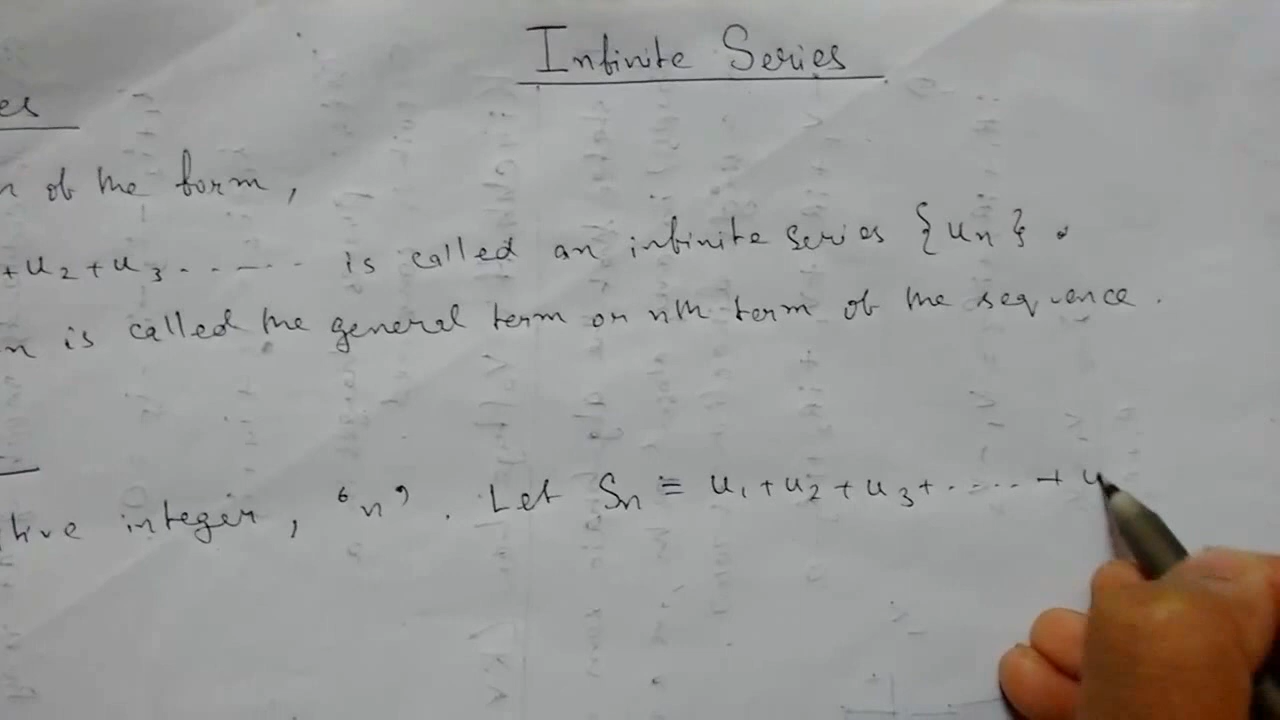 Infinite Series
es
n of the form,
+ u₂ + u₃ ...... is called an infinite series {un}.
n is called the general term or nth term of the sequence.
tive integer, 'n'. Let Sn = u₁ + u₂ + u₃ + ..... + u